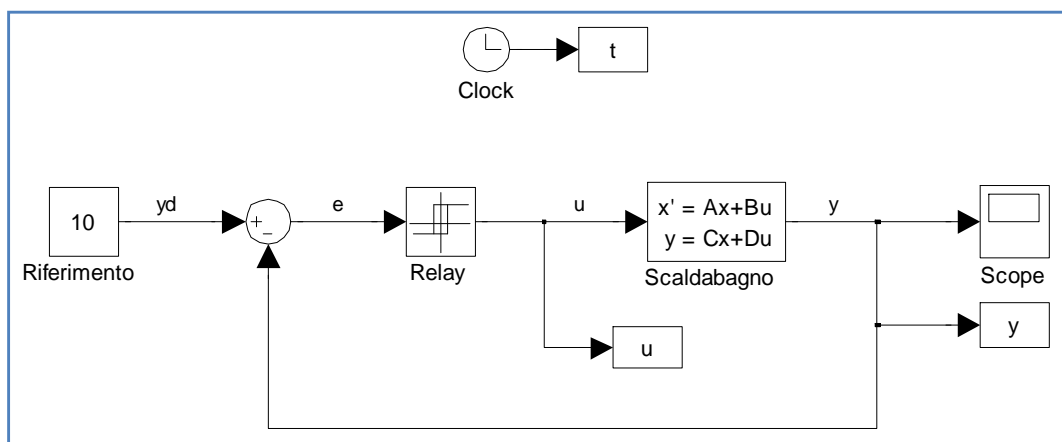 t
Clock
10
Riferimento
yd
+
−
e
Relay
u
x' = Ax+Bu
y = Cx+Du
Scaldabagno
y
Scope
u
y